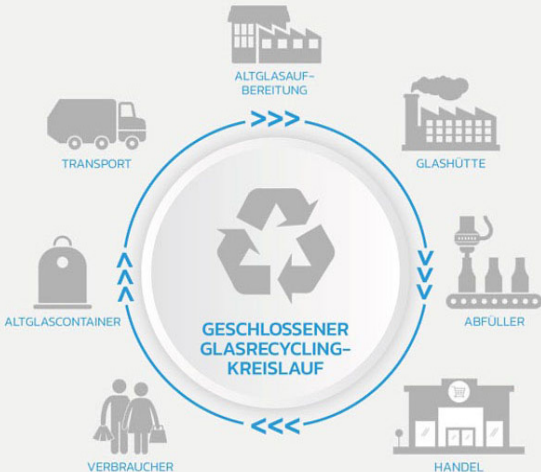 ALTGLASAUF-
BEREITUNG
>>>
TRANSPORT
GLASHÜTTE
ALTGLASCONTAINER
ABFÜLLER
GESCHLOSSENER
GLASRECYCLING-
KREISLAUF
VERBRAUCHER
HANDEL